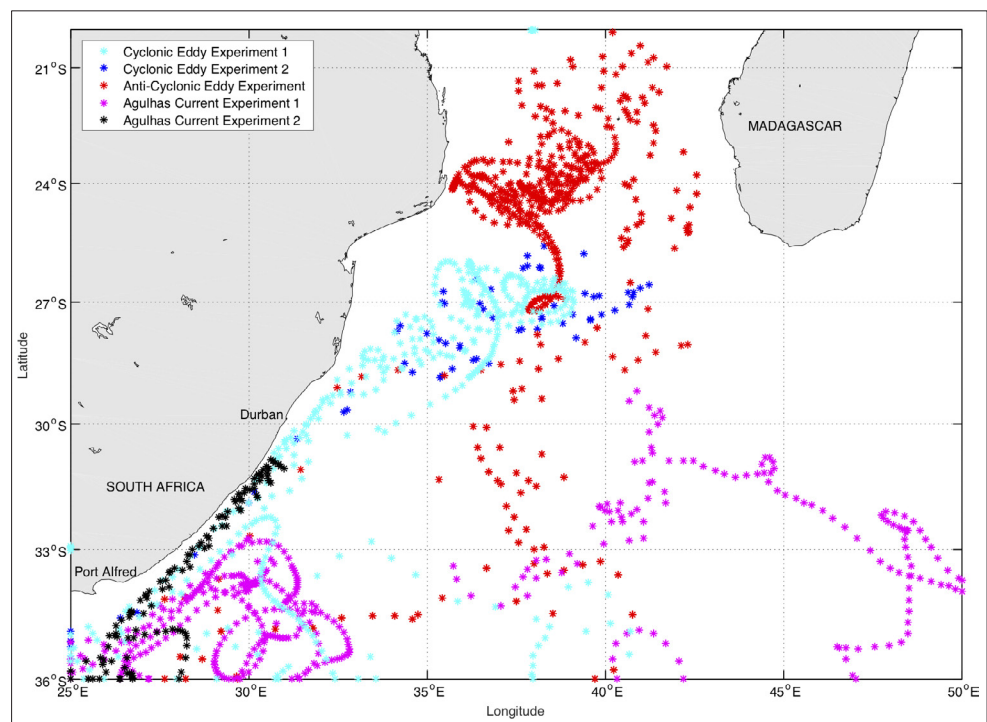 Cyclonic Eddy Experiment 1
Cyclonic Eddy Experiment 2
Anti-Cyclonic Eddy Experiment
Agulhas Current Experiment 1
Agulhas Current Experiment 2
MADAGASCAR
Durban
SOUTH AFRICA
Port Alfred
21°S
24°S
27°S
30°S
33°S
36°S
Latitude
25°E
30°E
35°E
40°E
45°E
50°E
Longitude